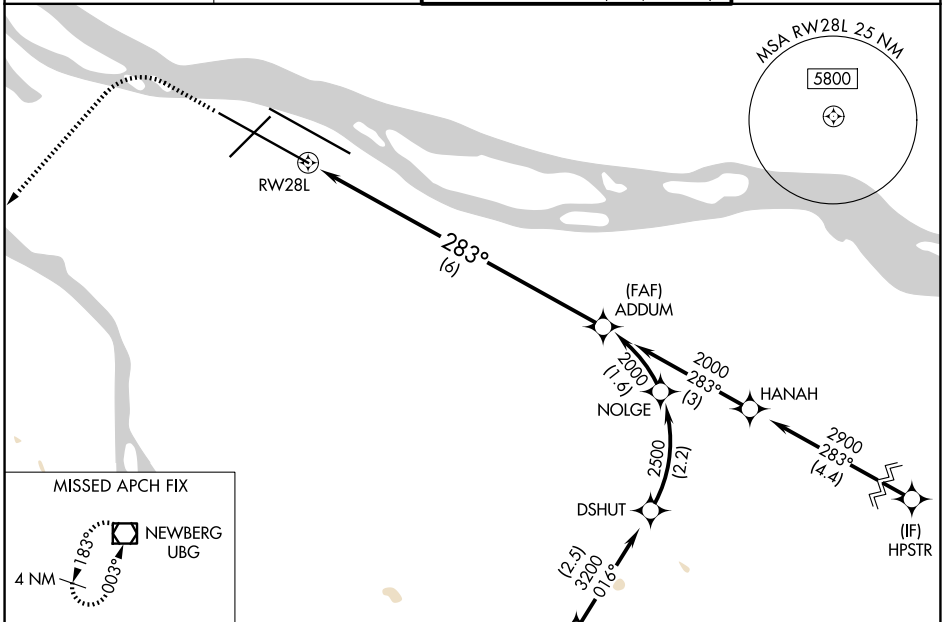 MSA RW28L 25 NM
5800
RW28L
283°
(6)
(FAF)
ADDUM
2000
(1.6)
2000
283°
(3)
HANAH
NOLGE
2900
283°
(4.4)
2500
(2.2)
(IF)
HPSTR
DSHUT
(2.5)
3200
016°
MISSED APCH FIX
NEWBERG
UBG
183°
003°
4 NM